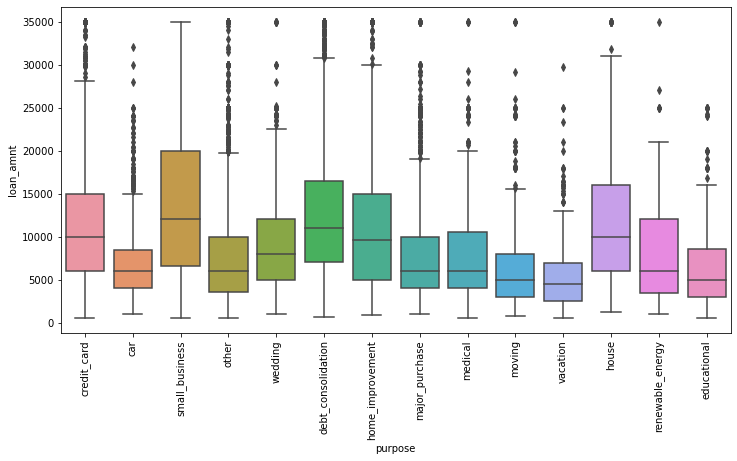 35000
30000
25000
20000
15000
10000
5000
0
loan_amnt
credit_card
car
small_business
other
wedding
debt_consolidation
home_improvement
major_purchase
medical
moving
vacation
house
renewable_energy
educational
purpose